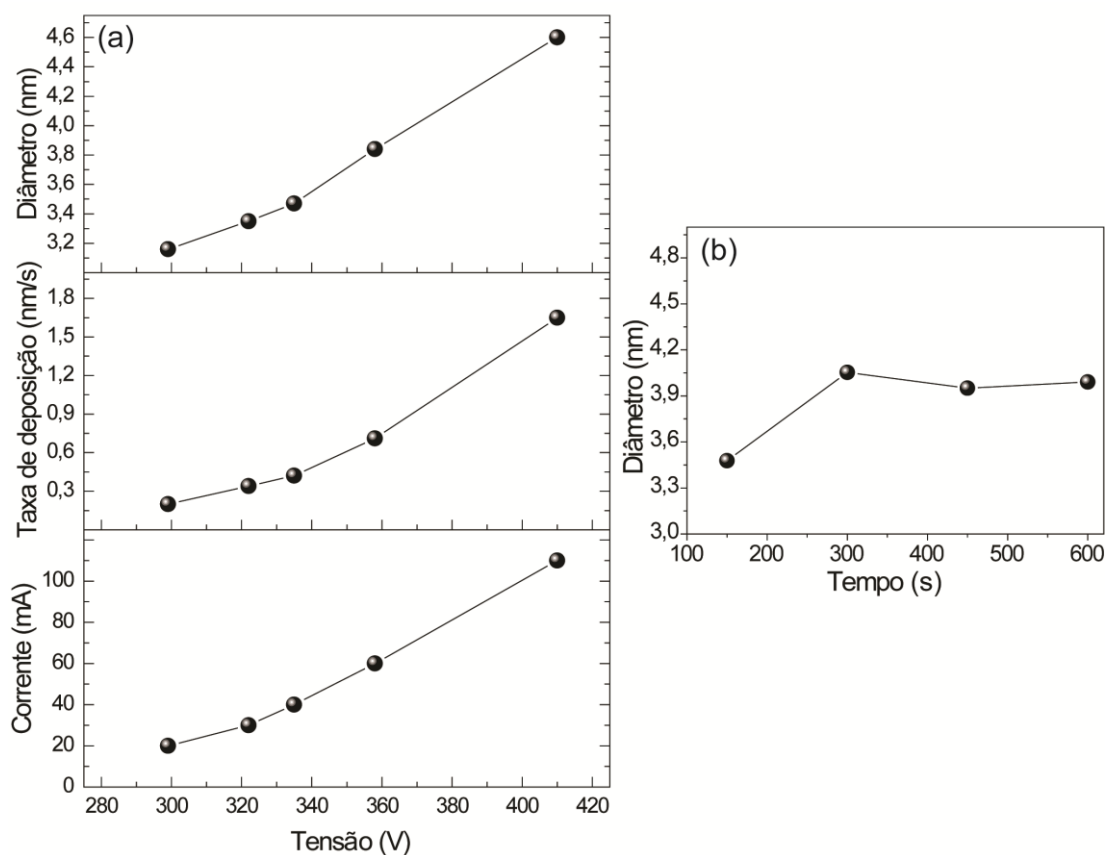 (a)
Diâmetro (nm)
4,6
4,4
4,2
4,0
3,8
3,6
3,4
3,2
Taxa de deposição (nm/s)
1,8
1,5
1,2
0,9
0,6
0,3
Corrente (mA)
100
80
60
40
20
0
280 300 320 340 360 380 400 420
Tensão (V)
(b)
Diâmetro (nm)
4,8
4,5
4,2
3,9
3,6
3,3
3,0
100 200 300 400 500 600
Tempo (s)